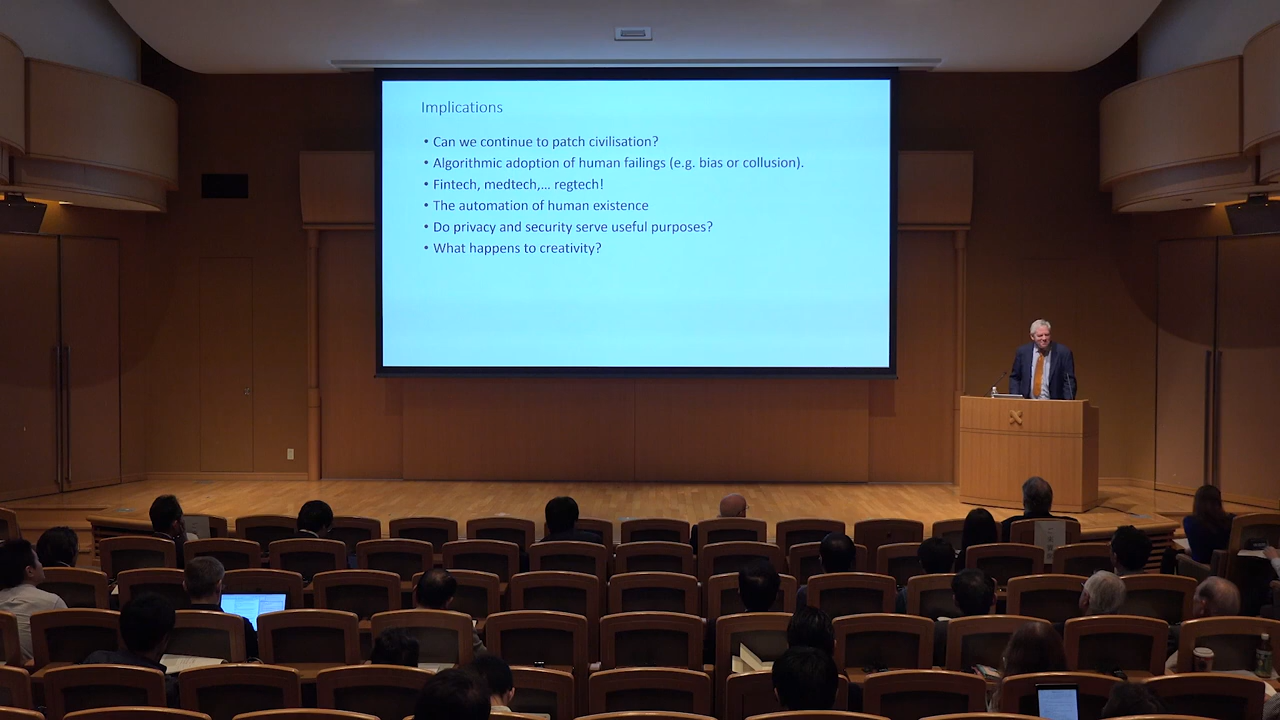 Implications
• Can we continue to patch civilisation?
• Algorithmic adoption of human failings (e.g. bias or collusion).
• Fintech, medtech,... regtech!
• The automation of human existence
• Do privacy and security serve useful purposes?
• What happens to creativity?